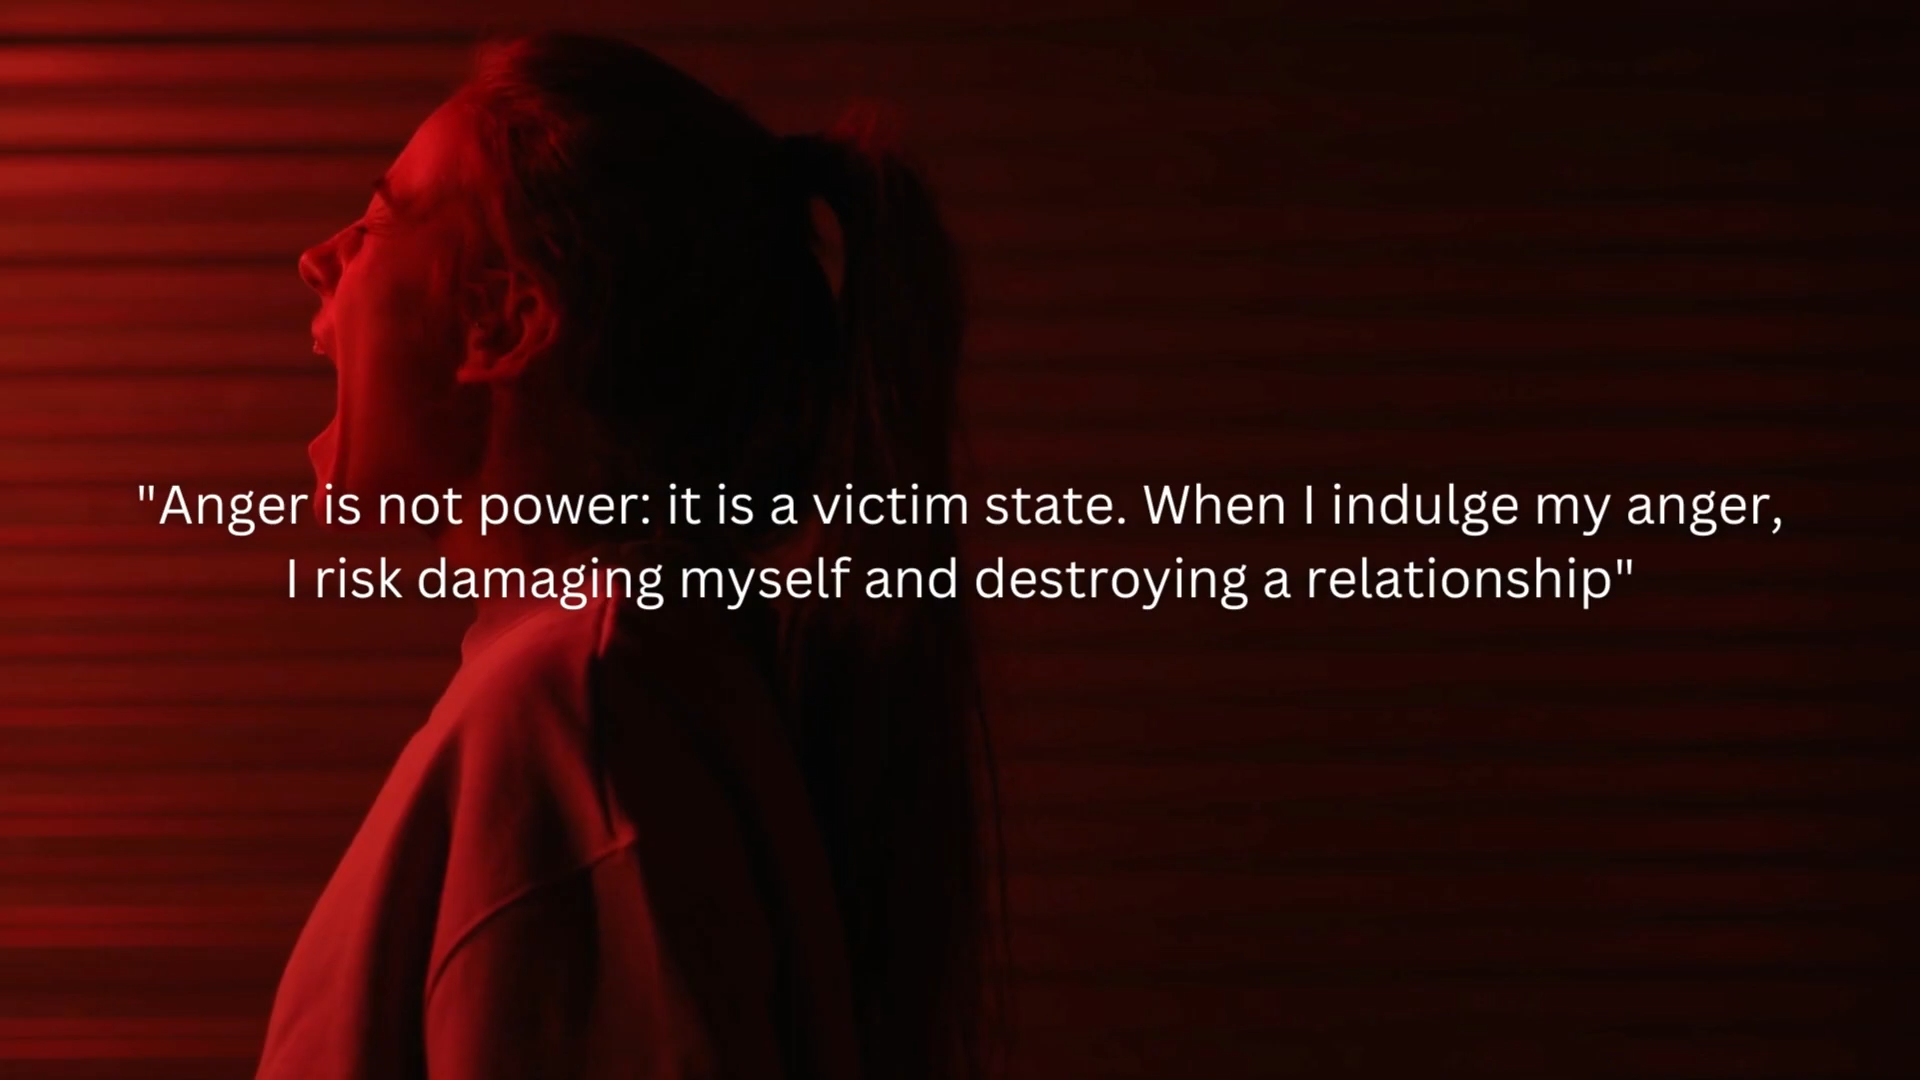 "Anger is not power: it is a victim state. When I indulge my anger,
I risk damaging myself and destroying a relationship"